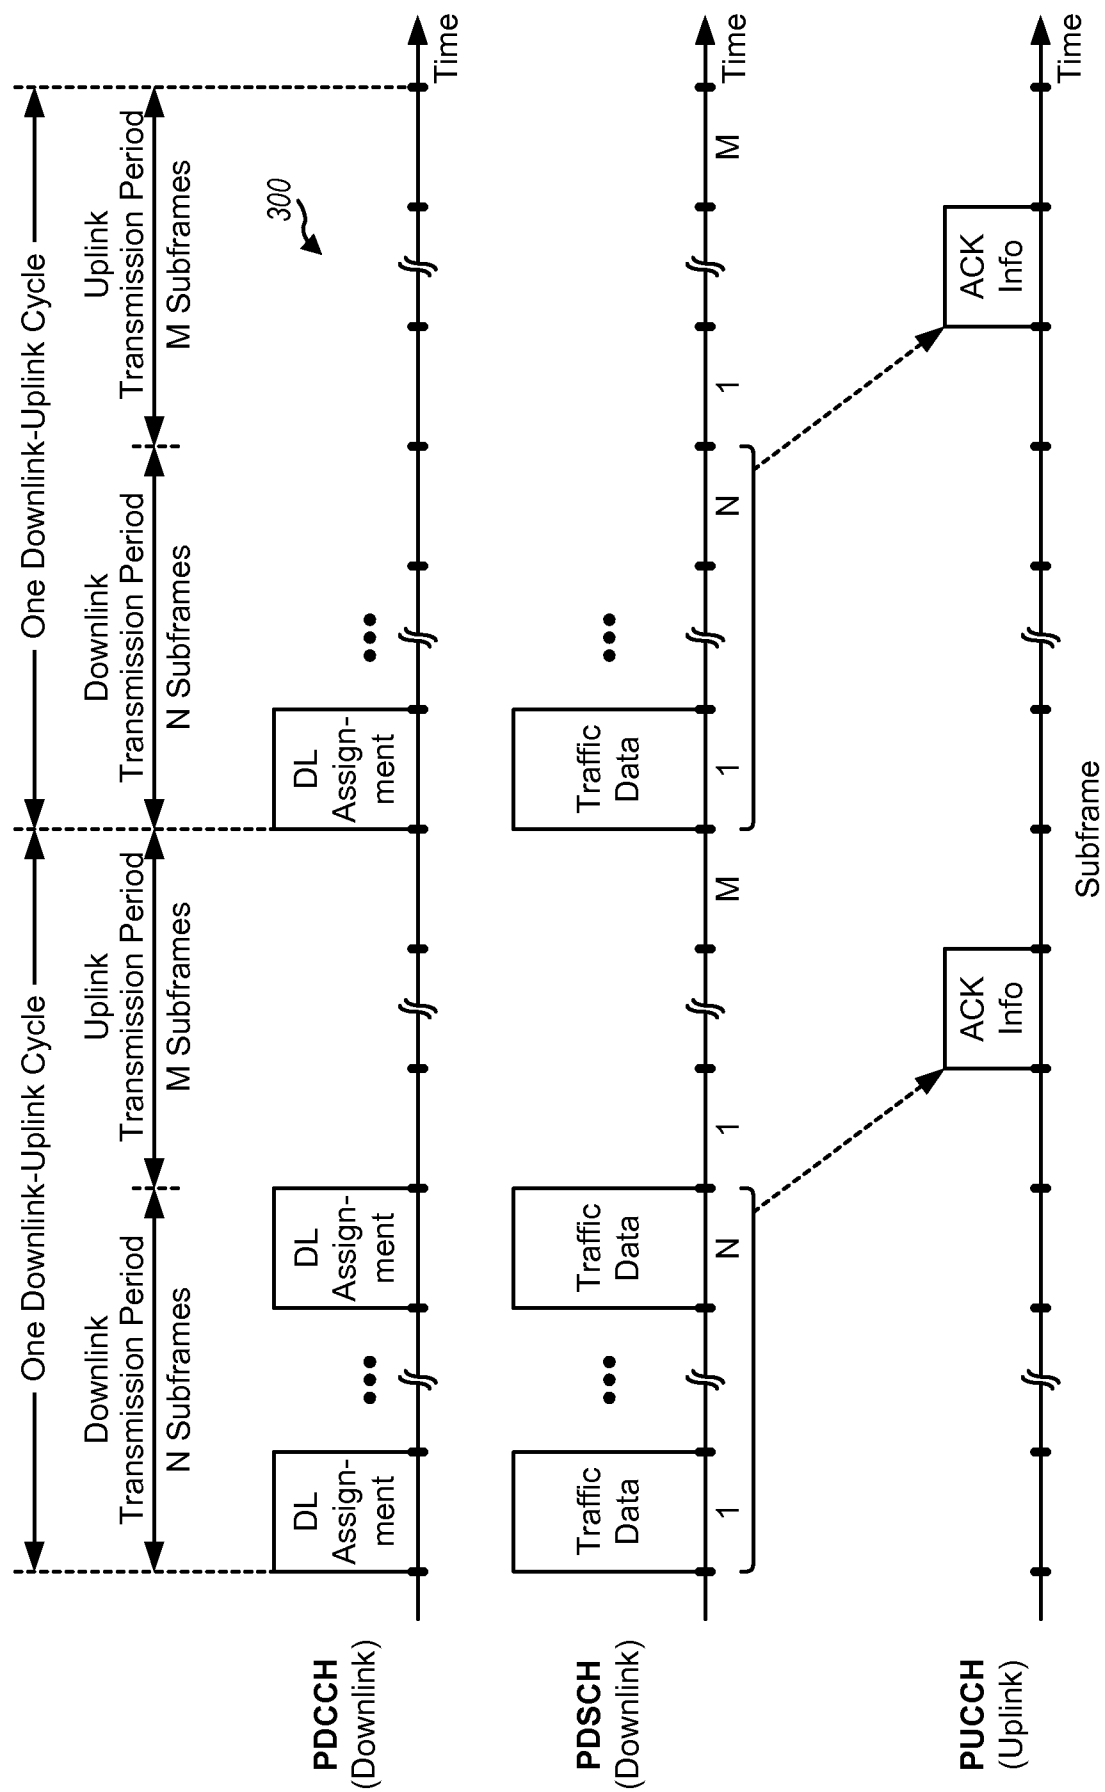 One Downlink-Uplink Cycle
One Downlink-Uplink Cycle
Downlink
Transmission Period
N Subframes
Uplink
Transmission Period
M Subframes
Downlink
Transmission Period
N Subframes
Uplink
Transmission Period
M Subframes
300
PDCCH
(Downlink)
DL
Assign-
ment
DL
Assign-
ment
DL
Assign-
ment
Time
PDSCH
(Downlink)
Traffic
Data
Traffic
Data
Traffic
Data
1
N
1
M
1
N
1
M
Time
PUCCH
(Uplink)
ACK
Info
ACK
Info
Time
Subframe